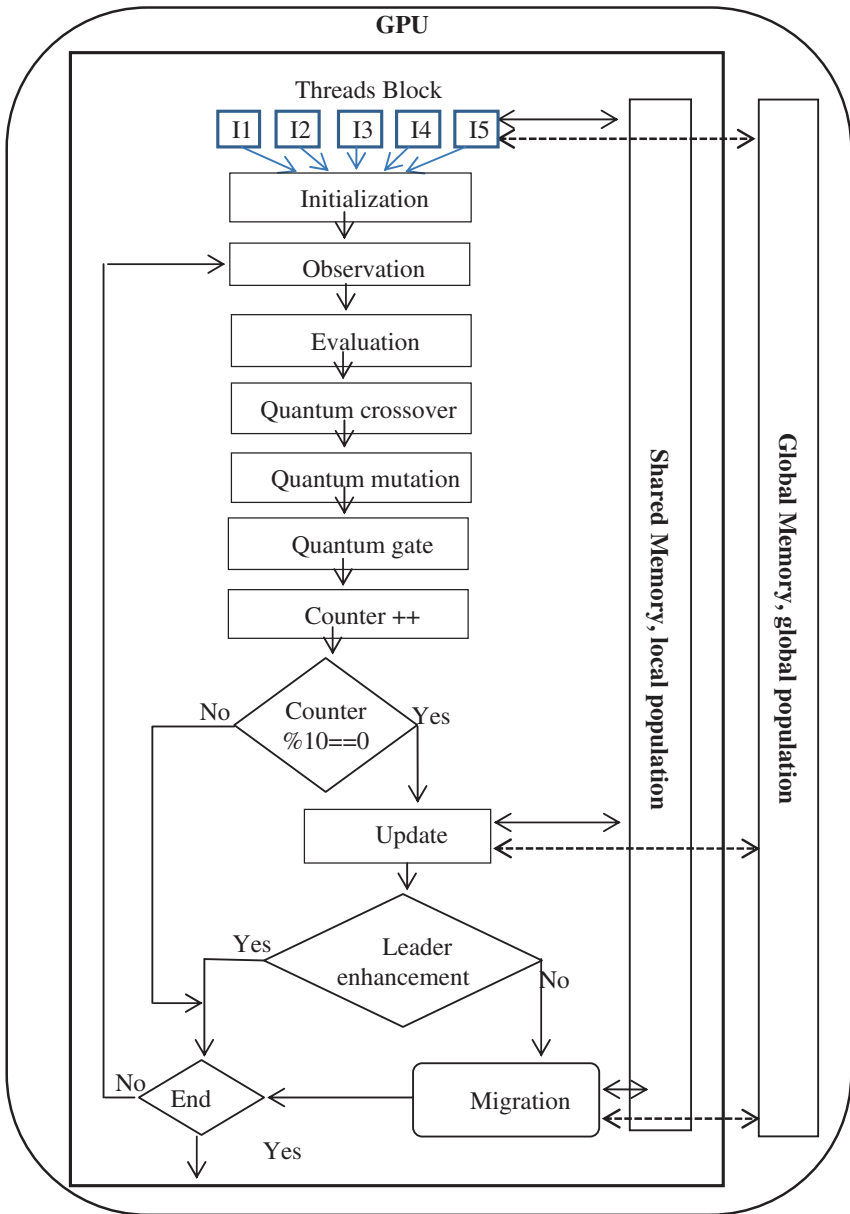 GPU
Threads Block
I1 I2 I3 I4 I5
Initialization
Observation
Evaluation
Quantum crossover
Quantum mutation
Quantum gate
Counter ++
No
Counter
%10==0
Yes
Update
Yes
Leader
enhancement
No
No
End
Migration
Yes
Shared Memory, local population
Global Memory, global population